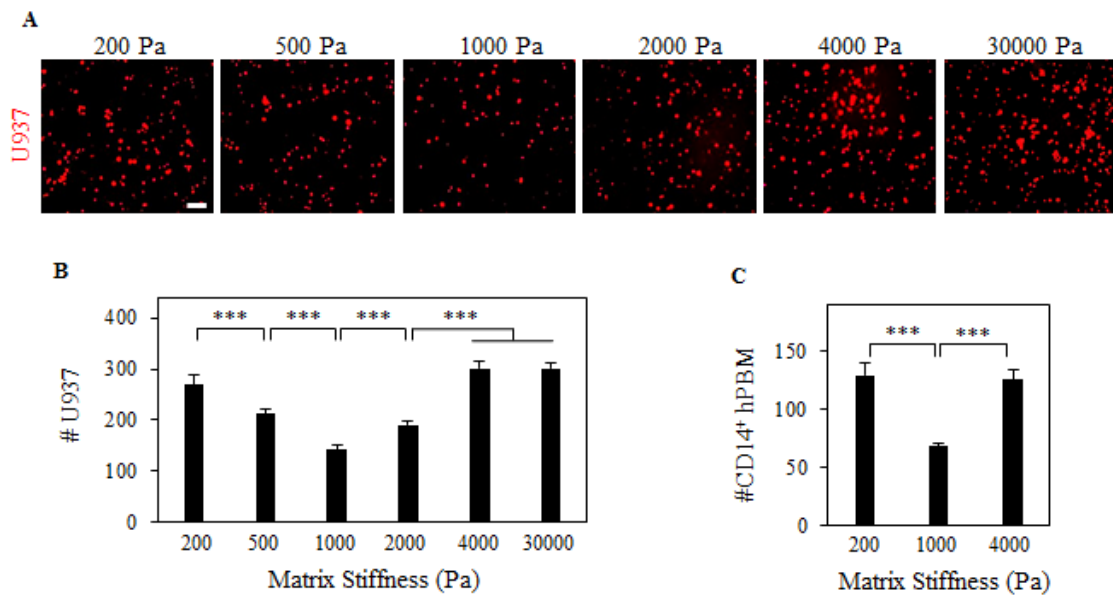 A
200 Pa 500 Pa 1000 Pa 2000 Pa 4000 Pa 30000 Pa
U937
B
400
300
200
100
0
# U937
*** *** *** ***
200 500 1000 2000 4000 30000
Matrix Stiffness (Pa)
C
150
100
50
0
#CD14⁺ hPBM
*** ***
200 1000 4000
Matrix Stiffness (Pa)